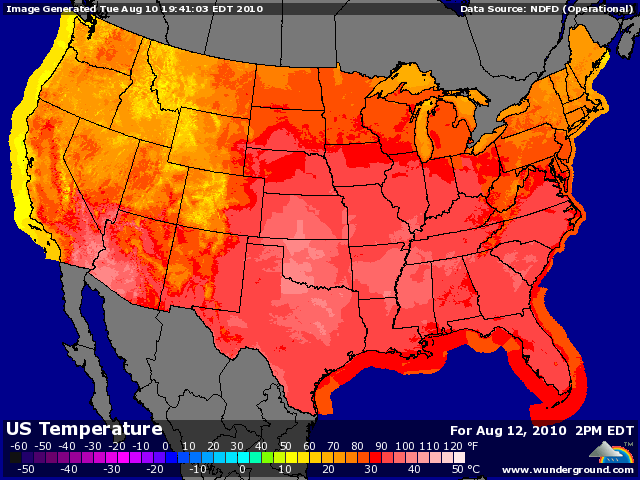 Image Generated Tue Aug 10 19:41:03 EDT 2010 Data Source: NDFD (Operational)
US Temperature For Aug 12, 2010 2PM EDT
-60 -50 -40 -30 -20 -10 0 10 20 30 40 50 60 70 80 90 100 110 120 °F
-50 -40 -30 -20 -10 0 10 20 30 40 50 °C
www.wunderground.com